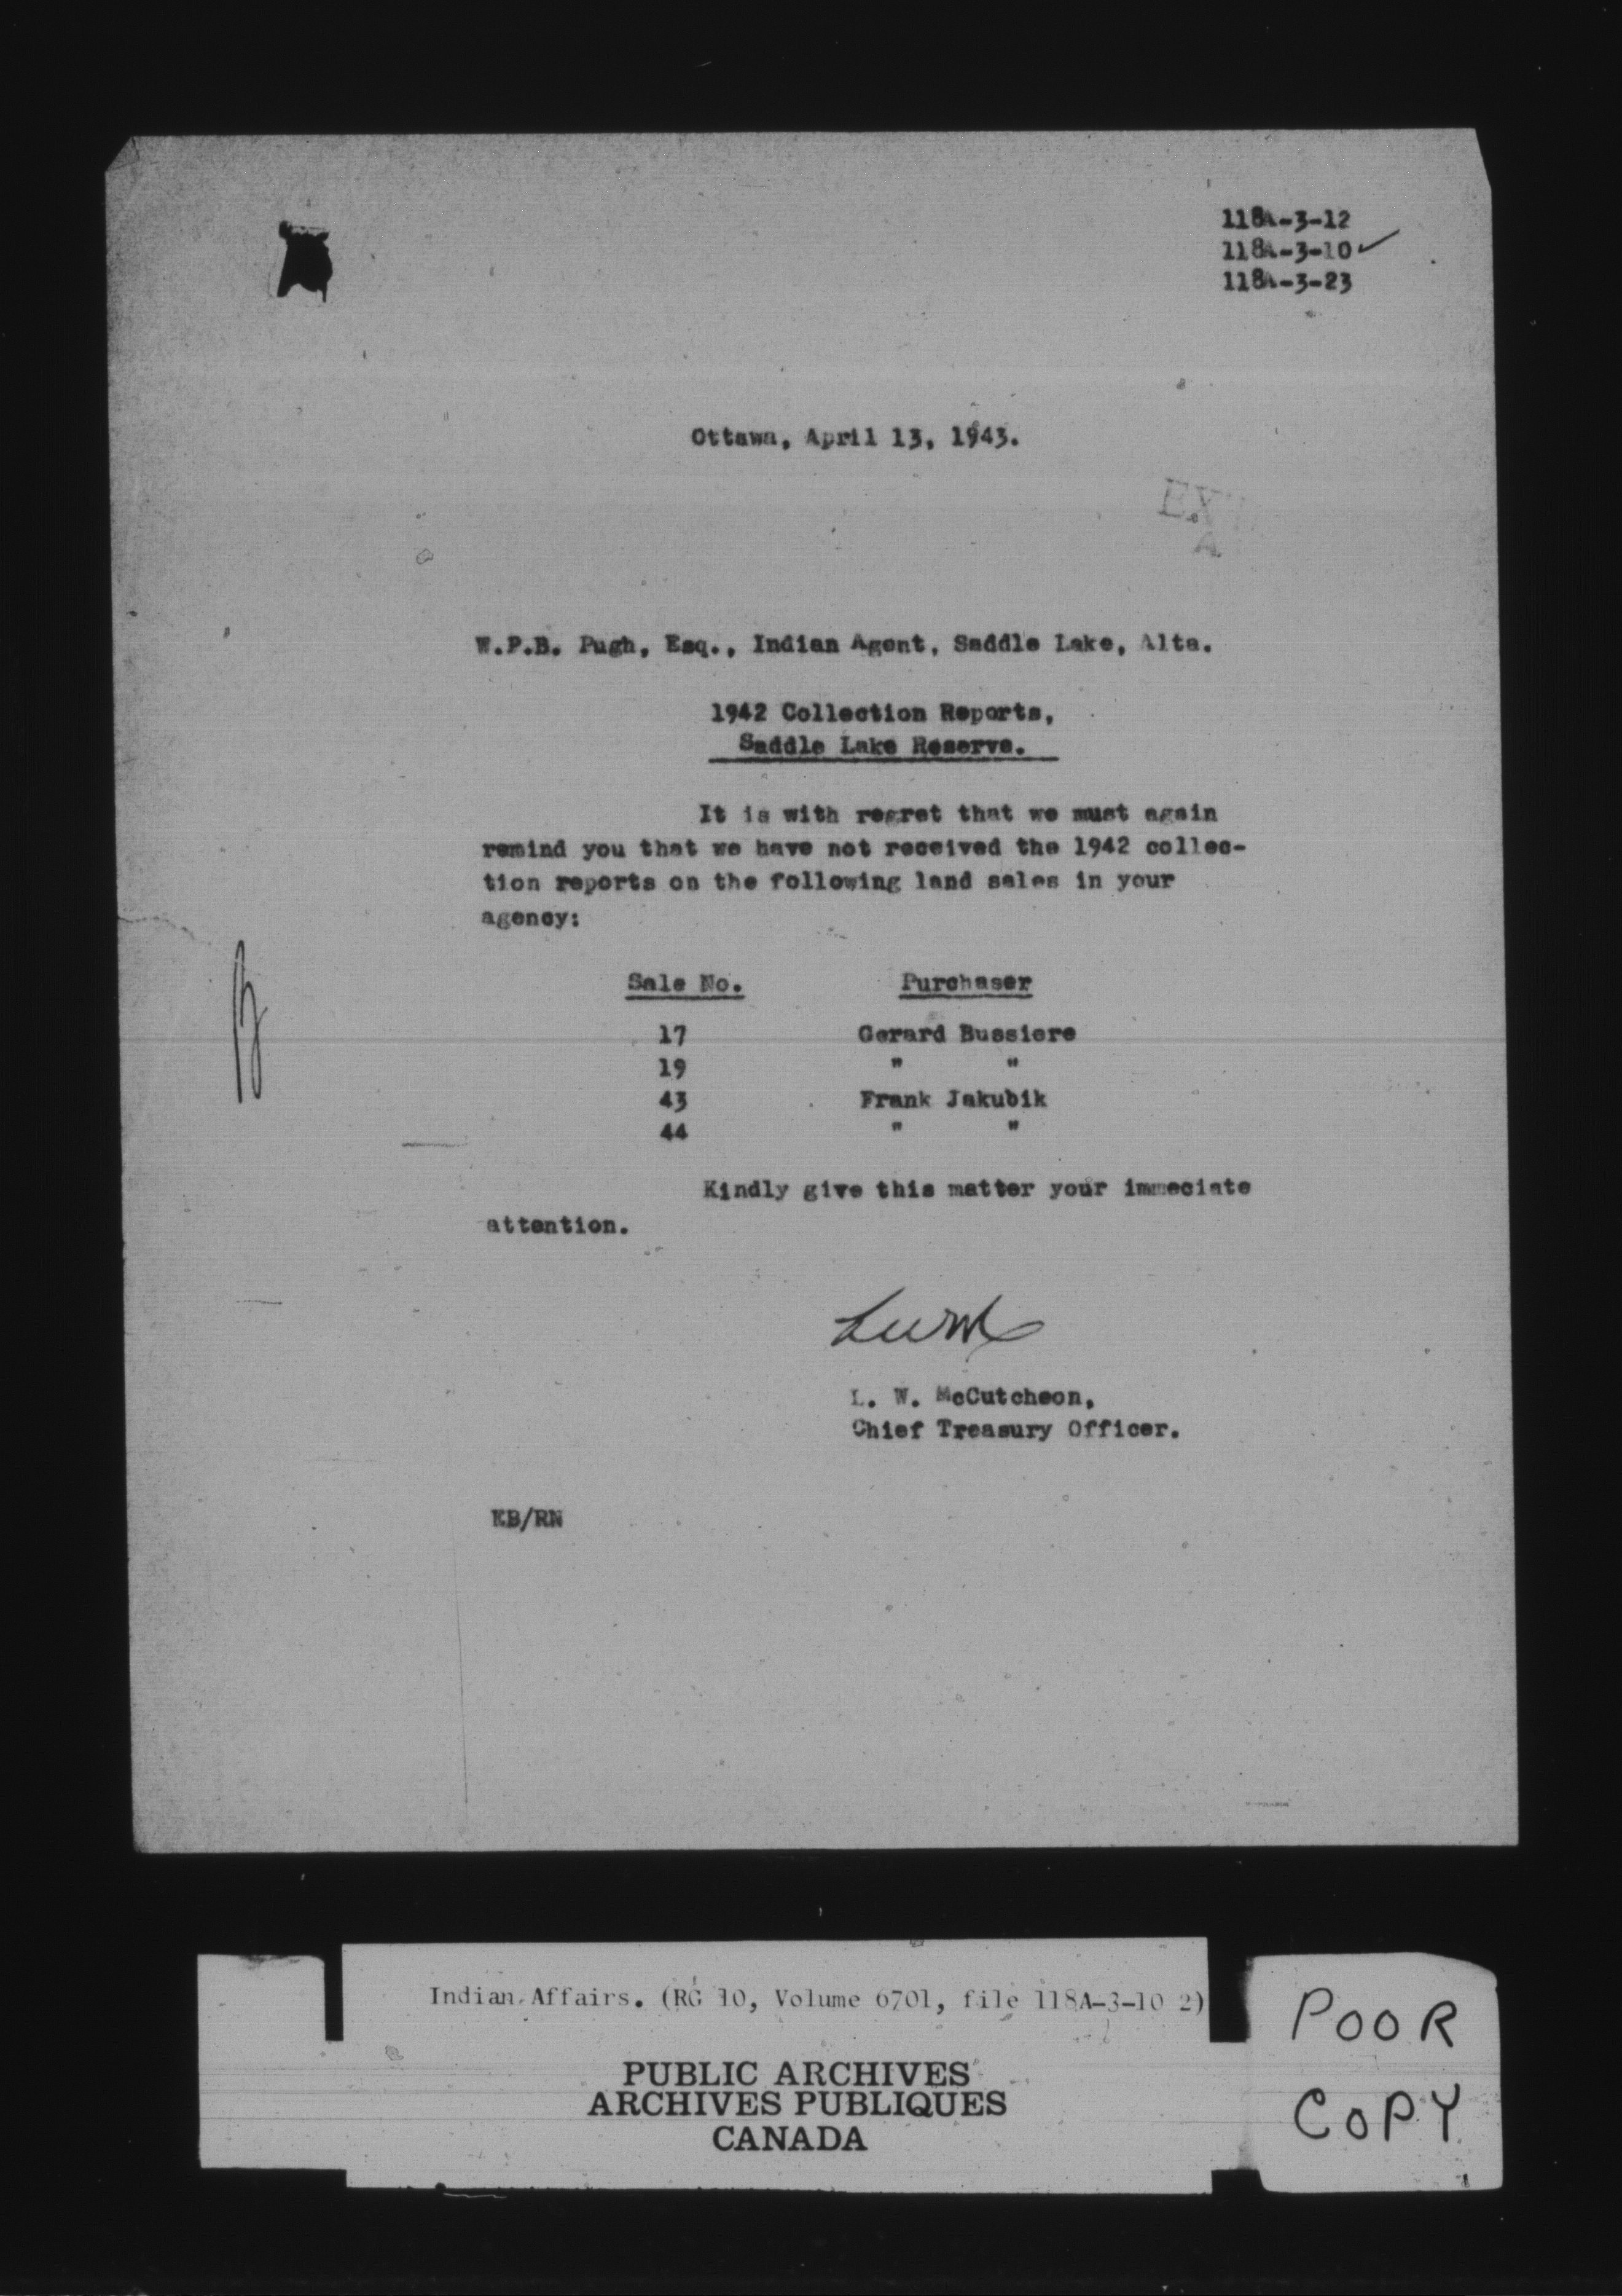 118A-3-12
118A-3-10 ✓
118A-3-23
Ottawa, April 13, 1943.
W.P.B. Pugh, Esq., Indian Agent, Saddle Lake, Alta.
1942 Collection Reports,
Saddle Lake Reserve.
It is with regret that we must again
remind you that we have not received the 1942 collec-
tion reports on the following land sales in your
agency:
Sale No. Purchaser
17 Gerard Bussiere
19 " "
43 Frank Jakubik
44 " "
Kindly give this matter your immeciate
attention.
L. W. McCutcheon,
Chief Treasury Officer.
KB/RN
Indian Affairs. (RG 10, Volume 6701, file 118A-3-10 2)
PUBLIC ARCHIVES
ARCHIVES PUBLIQUES
CANADA
POOR
COPY